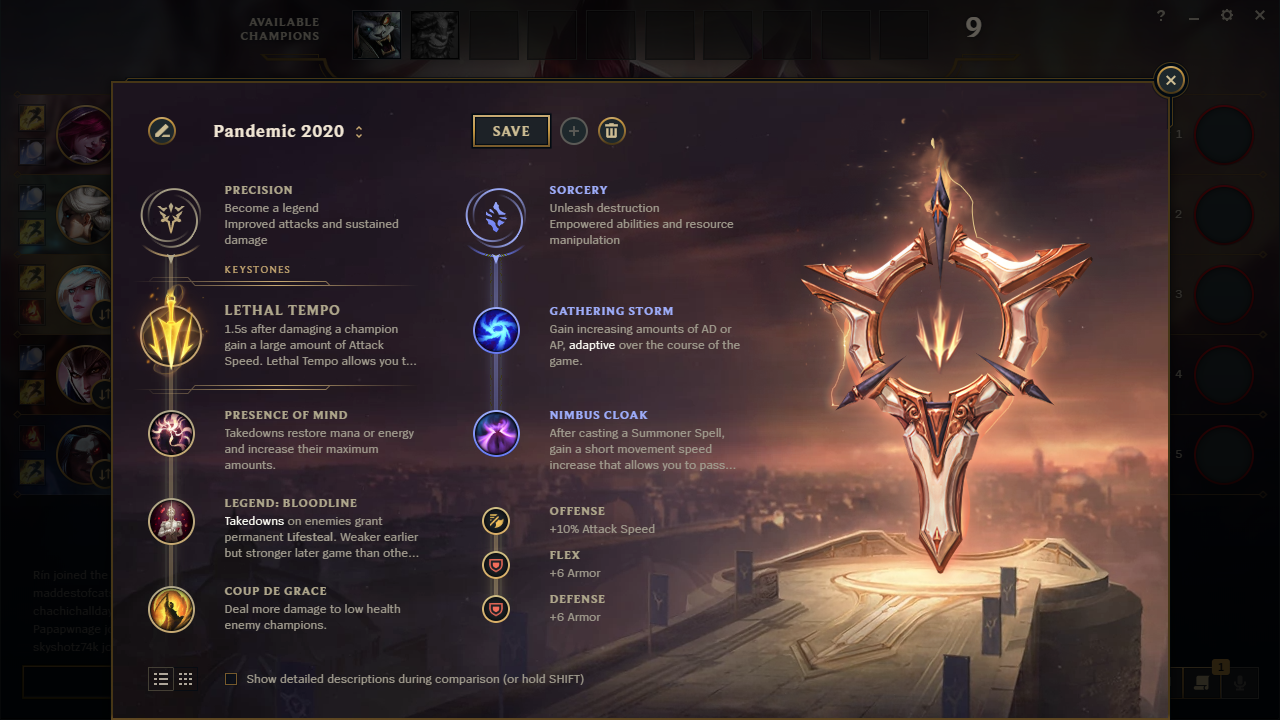 AVAILABLE
CHAMPIONS
9
?
Pandemic 2020
SAVE
PRECISION
Become a legend
Improved attacks and sustained
damage
KEYSTONES
LETHAL TEMPO
1.5s after damaging a champion
gain a large amount of Attack
Speed. Lethal Tempo allows you t...
PRESENCE OF MIND
Takedowns restore mana or energy
and increase their maximum
amounts.
LEGEND: BLOODLINE
Takedowns on enemies grant
permanent Lifesteal. Weaker earlier
but stronger later game than othe...
COUP DE GRACE
Deal more damage to low health
enemy champions.
SORCERY
Unleash destruction
Empowered abilities and resource
manipulation
GATHERING STORM
Gain increasing amounts of AD or
AP, adaptive over the course of the
game.
NIMBUS CLOAK
After casting a Summoner Spell,
gain a short movement speed
increase that allows you to pass...
OFFENSE
+10% Attack Speed
FLEX
+6 Armor
DEFENSE
+6 Armor
Show detailed descriptions during comparison (or hold SHIFT)
1
2
3
4
5
Rin joined the
maddestofcat
chachichallda
Papapwnage jo
skyshotz74k jo
1